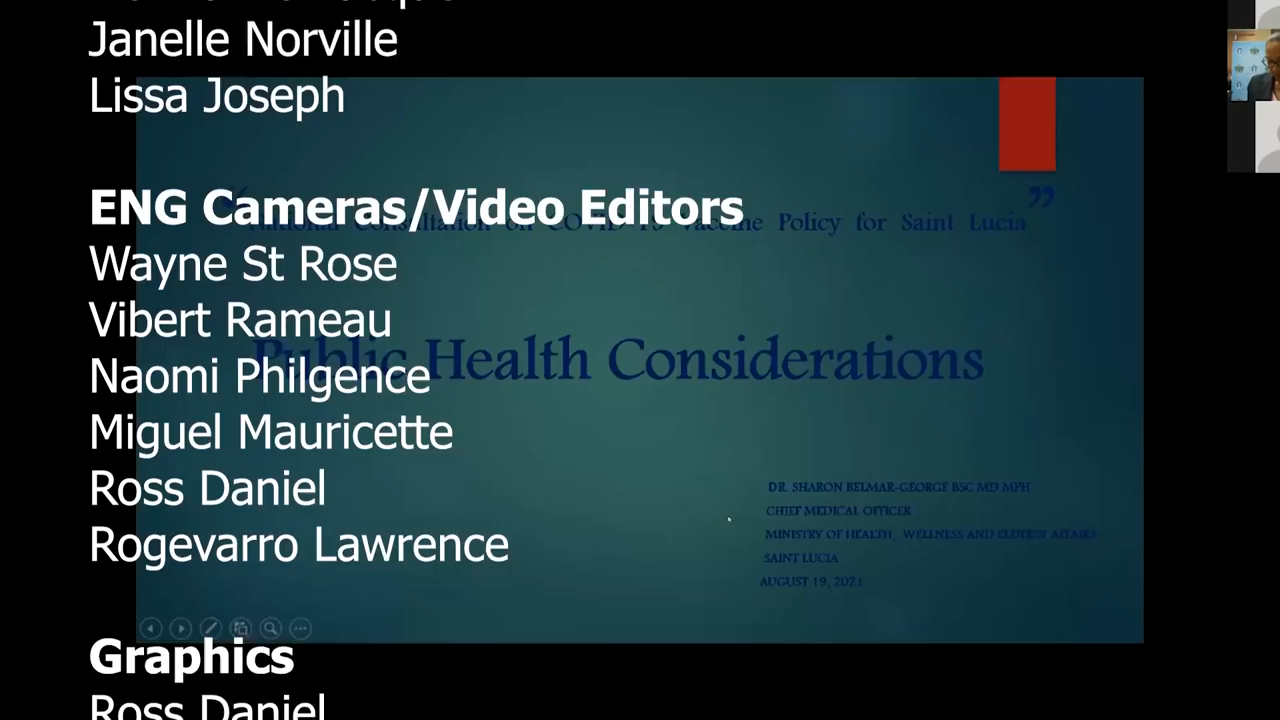 Janelle Norville
Lissa Joseph
ENG Cameras/Video Editors
Wayne St Rose
Vibert Rameau
Naomi Philgence
Miguel Mauricette
Ross Daniel
Rogevarro Lawrence
Graphics
Ross Daniel
National Consultation on COVID-19 Vaccine Policy for Saint Lucia”
Public Health Considerations
DR. SHARON BELMAR-GEORGE BSC MD MPH
CHIEF MEDICAL OFFICER
MINISTRY OF HEALTH, WELLNESS AND ELDERLY AFFAIRS
SAINT LUCIA
AUGUST 19, 2021